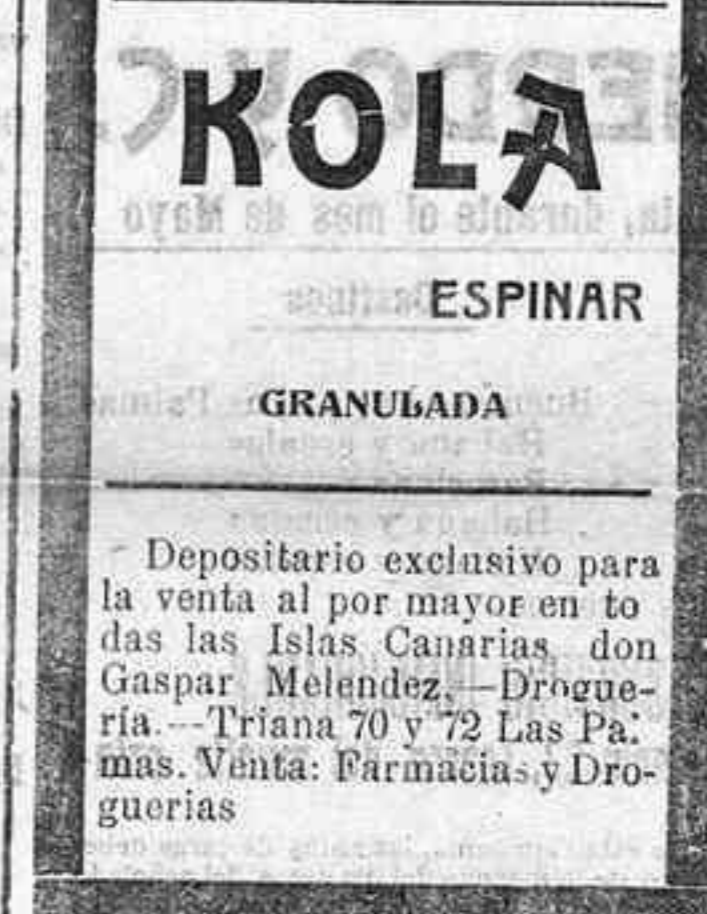 KOLA
ESPINAR
GRANULADA
Depositario exclusivo para
la venta al por mayor en to
das las Islas Canarias don
Gaspar Melendez.—Drogue-
ría.—Triana 70 y 72 Las Pal
mas. Venta: Farmacias y Dro-
guerias